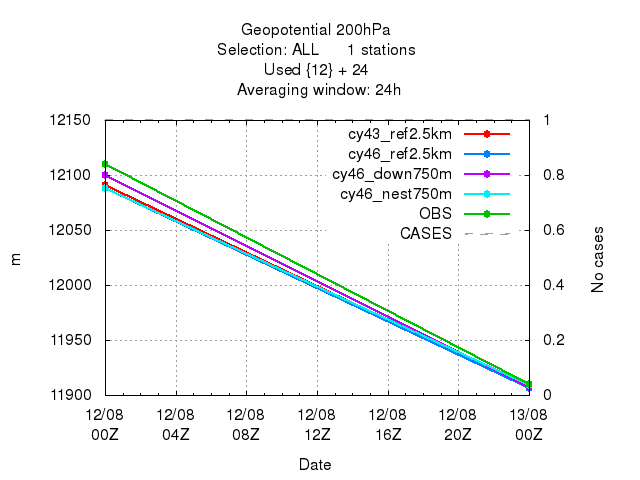 Geopotential 200hPa
Selection: ALL      1 stations
Used {12} + 24
Averaging window: 24h
12150
12100
12050
12000
11950
11900
m
1
0.8
0.6
0.4
0.2
0
No cases
cy43_ref2.5km
cy46_ref2.5km
cy46_down750m
cy46_nest750m
OBS
CASES
12/08 12/08 12/08 12/08 12/08 12/08 13/08
00Z 04Z 08Z 12Z 16Z 20Z 00Z
Date